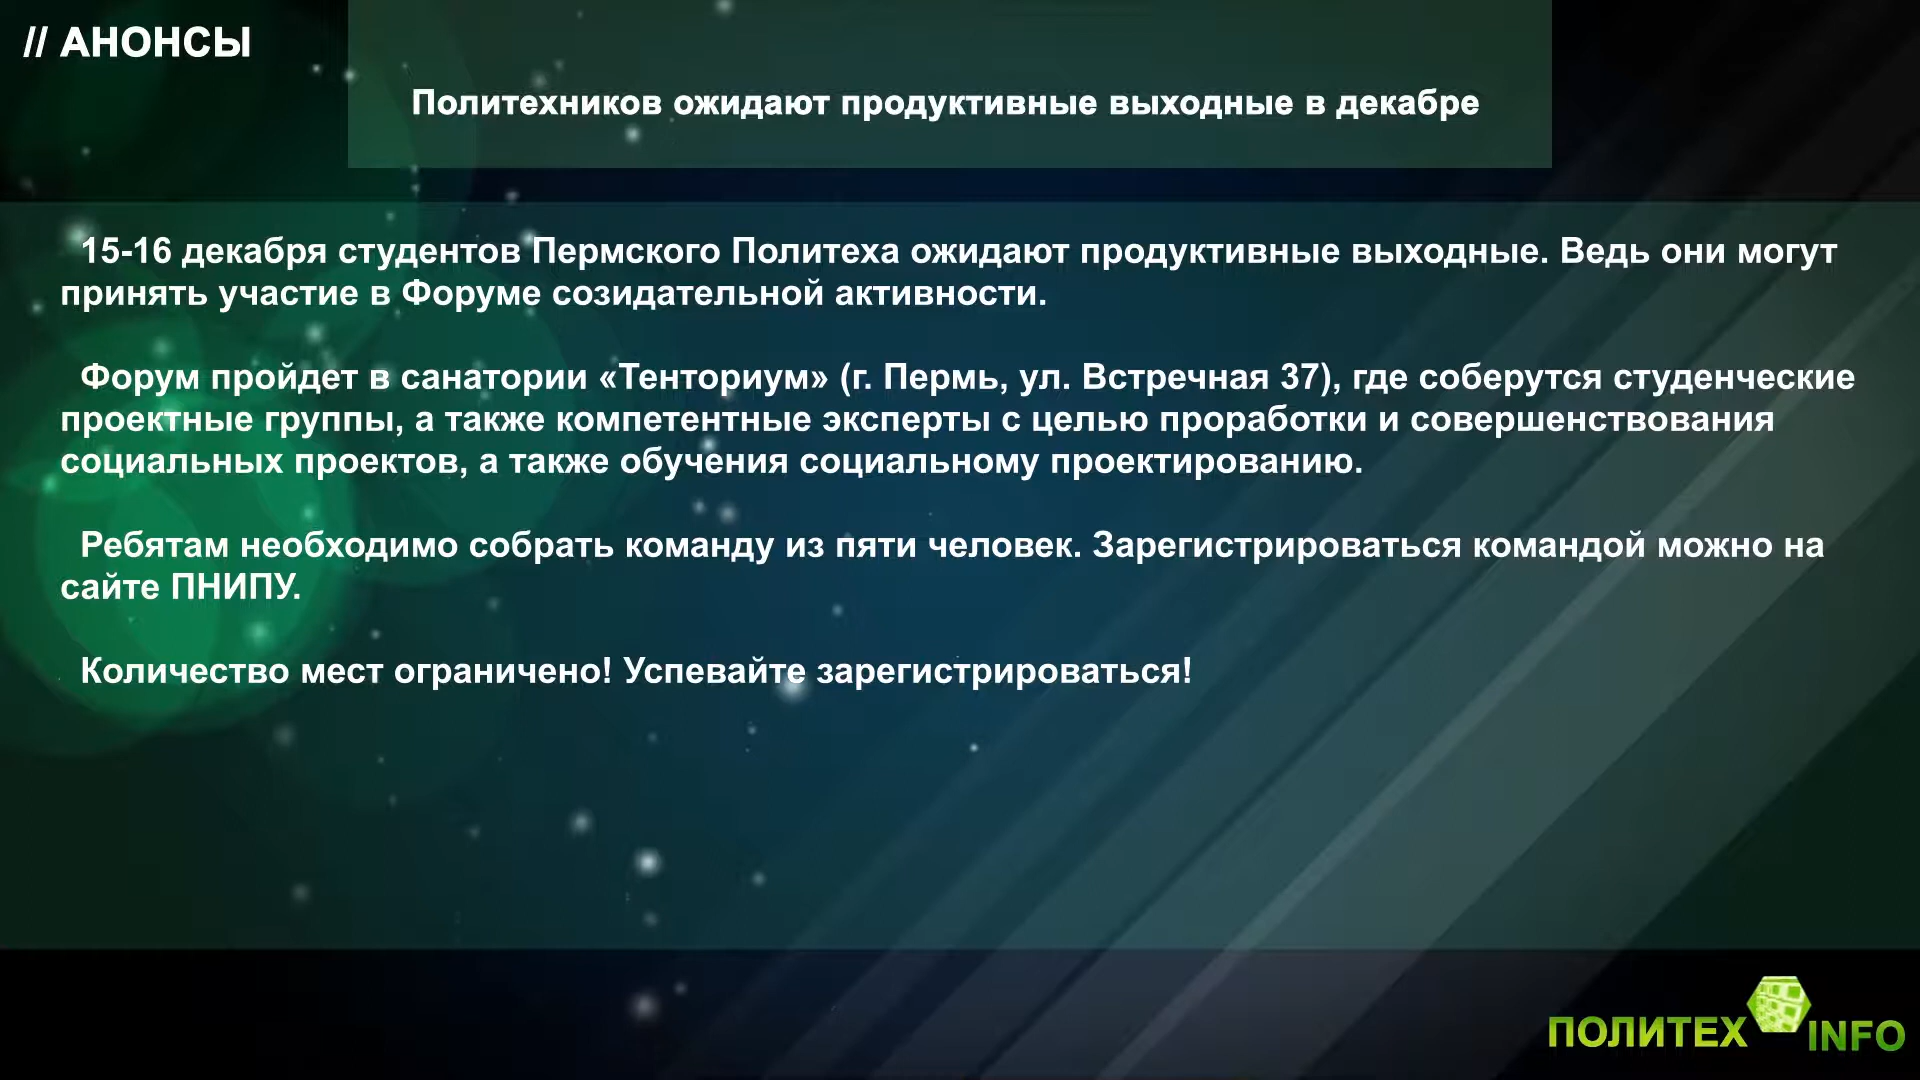 // АНОНСЫ
Политехников ожидают продуктивные выходные в декабре
15-16 декабря студентов Пермского Политеха ожидают продуктивные выходные. Ведь они могут
принять участие в Форуме созидательной активности.
Форум пройдет в санатории «Тенториум» (г. Пермь, ул. Встречная 37), где соберутся студенческие
проектные группы, а также компетентные эксперты с целью проработки и совершенствования
социальных проектов, а также обучения социальному проектированию.
Ребятам необходимо собрать команду из пяти человек. Зарегистрироваться командой можно на
сайте ПНИПУ.
Количество мест ограничено! Успевайте зарегистрироваться!
ПОЛИТЕХ INFO